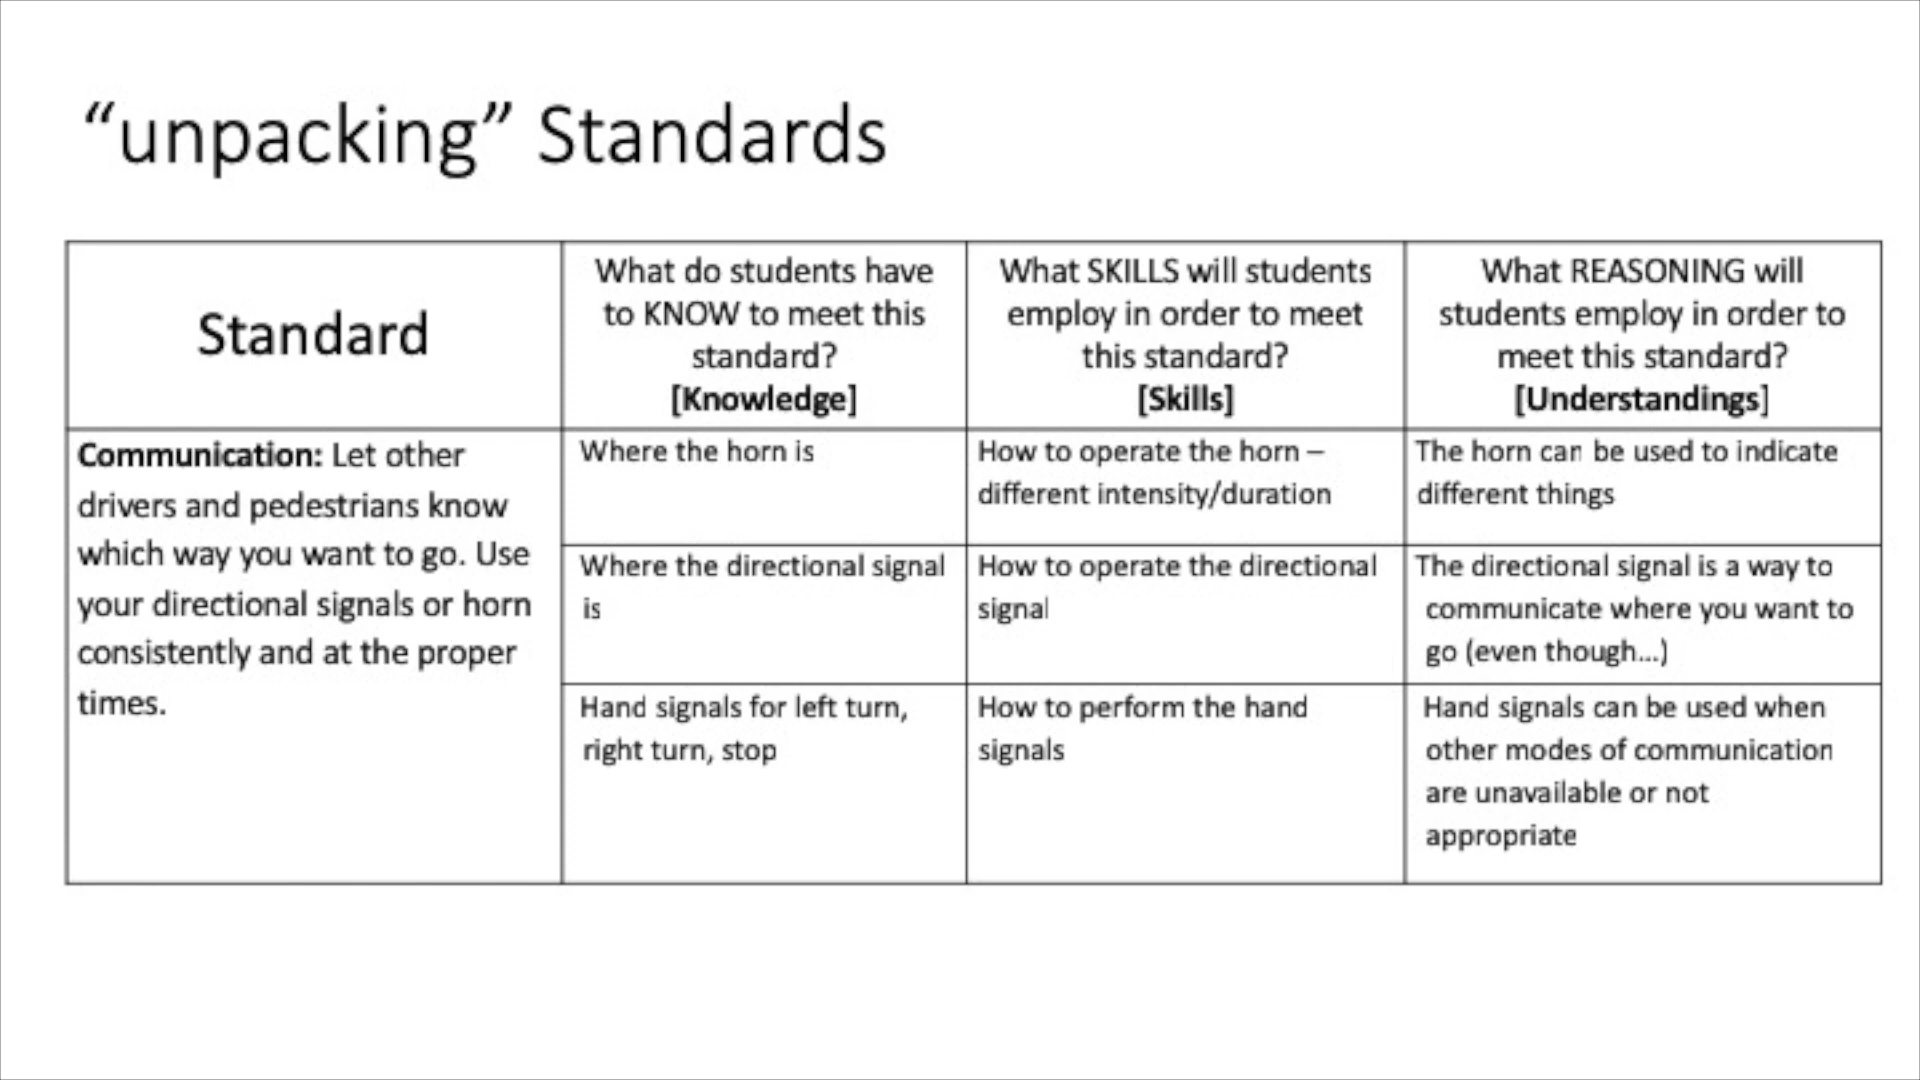 “unpacking” Standards
Standard
What do students have
to KNOW to meet this
standard?
[Knowledge]
What SKILLS will students
employ in order to meet
this standard?
[Skills]
What REASONING will
students employ in order to
meet this standard?
[Understandings]
Communication: Let other
drivers and pedestrians know
which way you want to go. Use
your directional signals or horn
consistently and at the proper
times.
Where the horn is
How to operate the horn –
different intensity/duration
The horn can be used to indicate
different things
Where the directional signal
is
How to operate the directional
signal
The directional signal is a way to
communicate where you want to
go (even though...)
Hand signals for left turn,
right turn, stop
How to perform the hand
signals
Hand signals can be used when
other modes of communication
are unavailable or not
appropriate